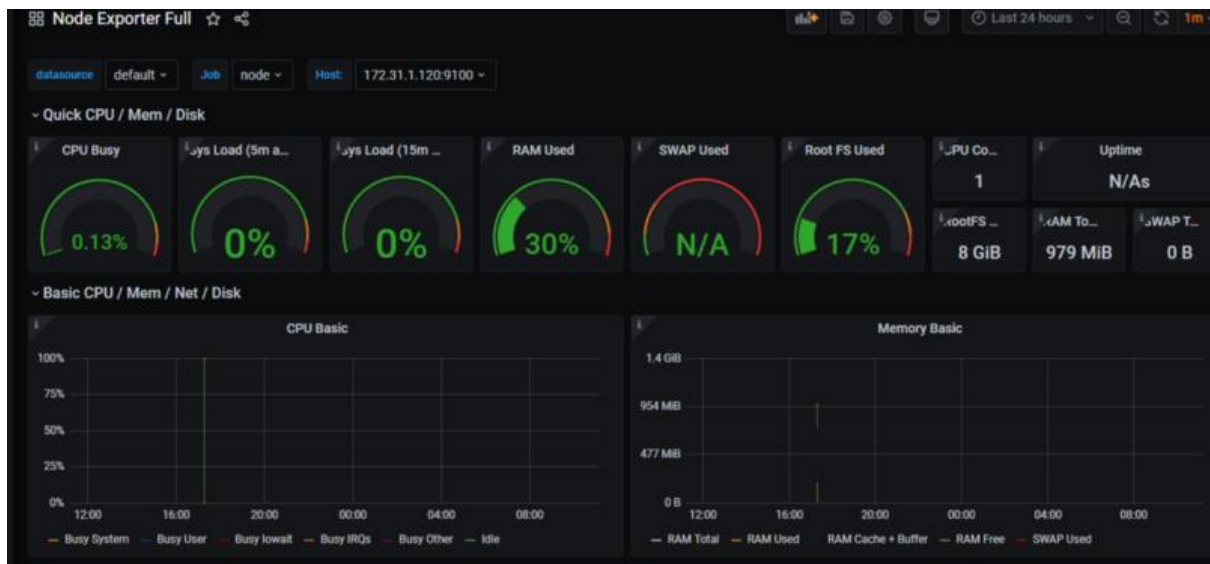 Node Exporter Full
Last 24 hours
1m
datasource default
Job node
Host: 172.31.1.120:9100
Quick CPU / Mem / Disk
CPU Busy
0.13%
Sys Load (5m a...
0%
Sys Load (15m ...
0%
RAM Used
30%
SWAP Used
N/A
Root FS Used
17%
CPU Co...
1
Uptime
N/As
RootFS ...
8 GiB
RAM To...
979 MiB
SWAP T...
0 B
Basic CPU / Mem / Net / Disk
CPU Basic
100%
75%
50%
25%
0%
12:00 16:00 20:00 00:00 04:00 08:00
Busy System Busy User Busy Iowait Busy IRQs Busy Other Idle
Memory Basic
1.4 GiB
954 MiB
477 MiB
0 B
12:00 16:00 20:00 00:00 04:00 08:00
RAM Total RAM Used RAM Cache + Buffer RAM Free SWAP Used